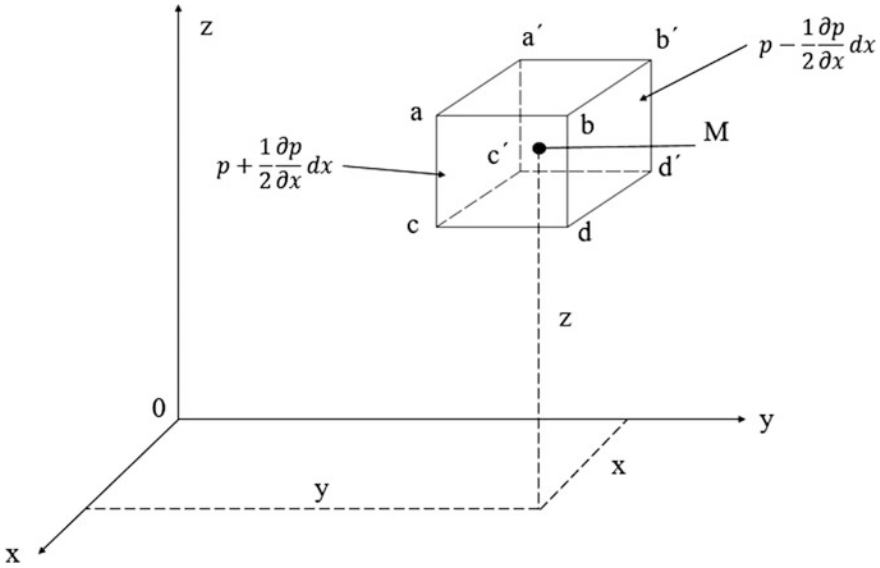 z
a´
b´
p − 1/2 ∂p/∂x dx
a
b
M
c´
d´
p + 1/2 ∂p/∂x dx
c
d
z
0
y
x
y
x